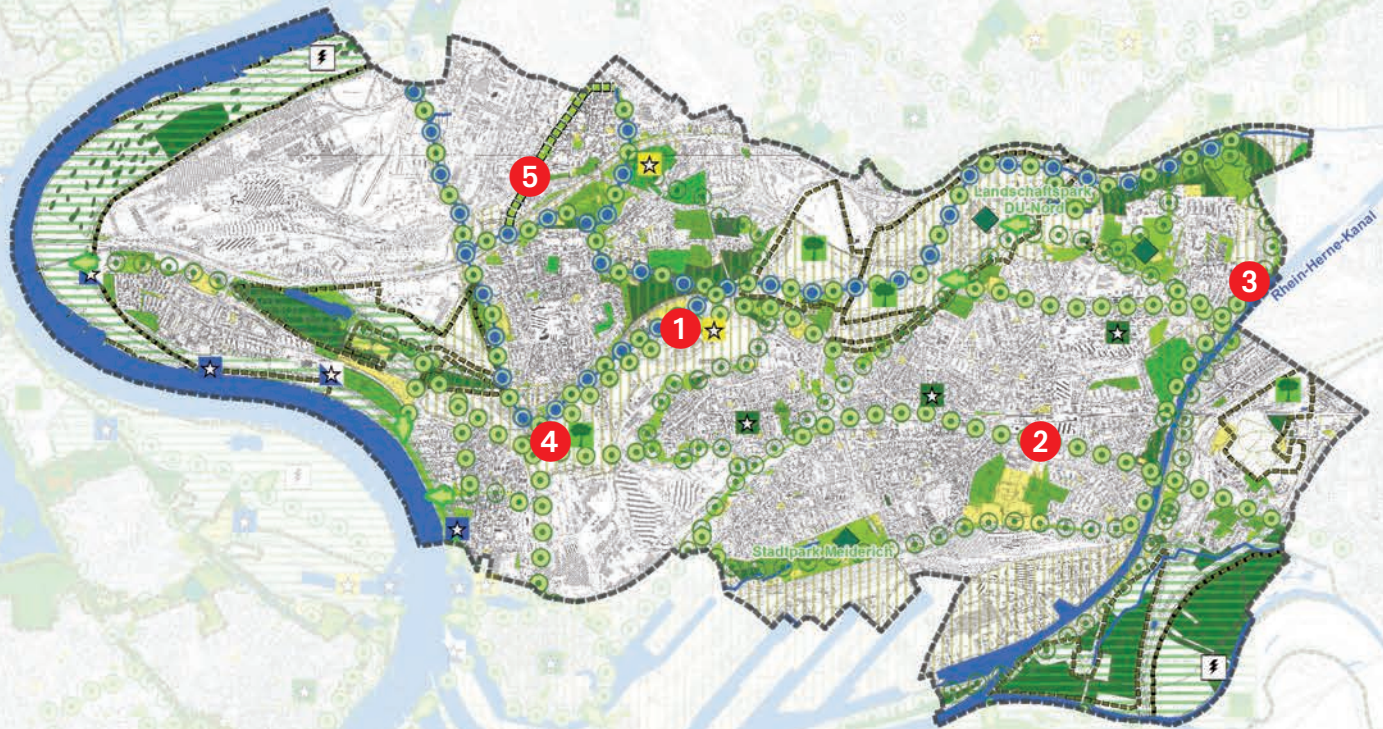 5
Landschaftspark
DU-Nord
3
Rhein-Herne-Kanal
1
4
2
Stadtpark Meiderich